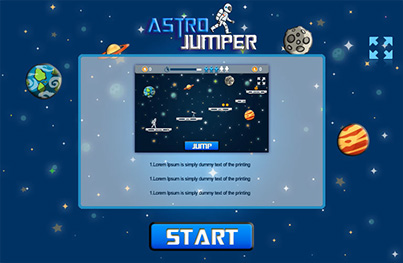 ASTRO
JUMPER
JUMP
1.Lorem Ipsum is simply dummy text of the printing
1.Lorem Ipsum is simply dummy text of the printing
1.Lorem Ipsum is simply dummy text of the printing
START